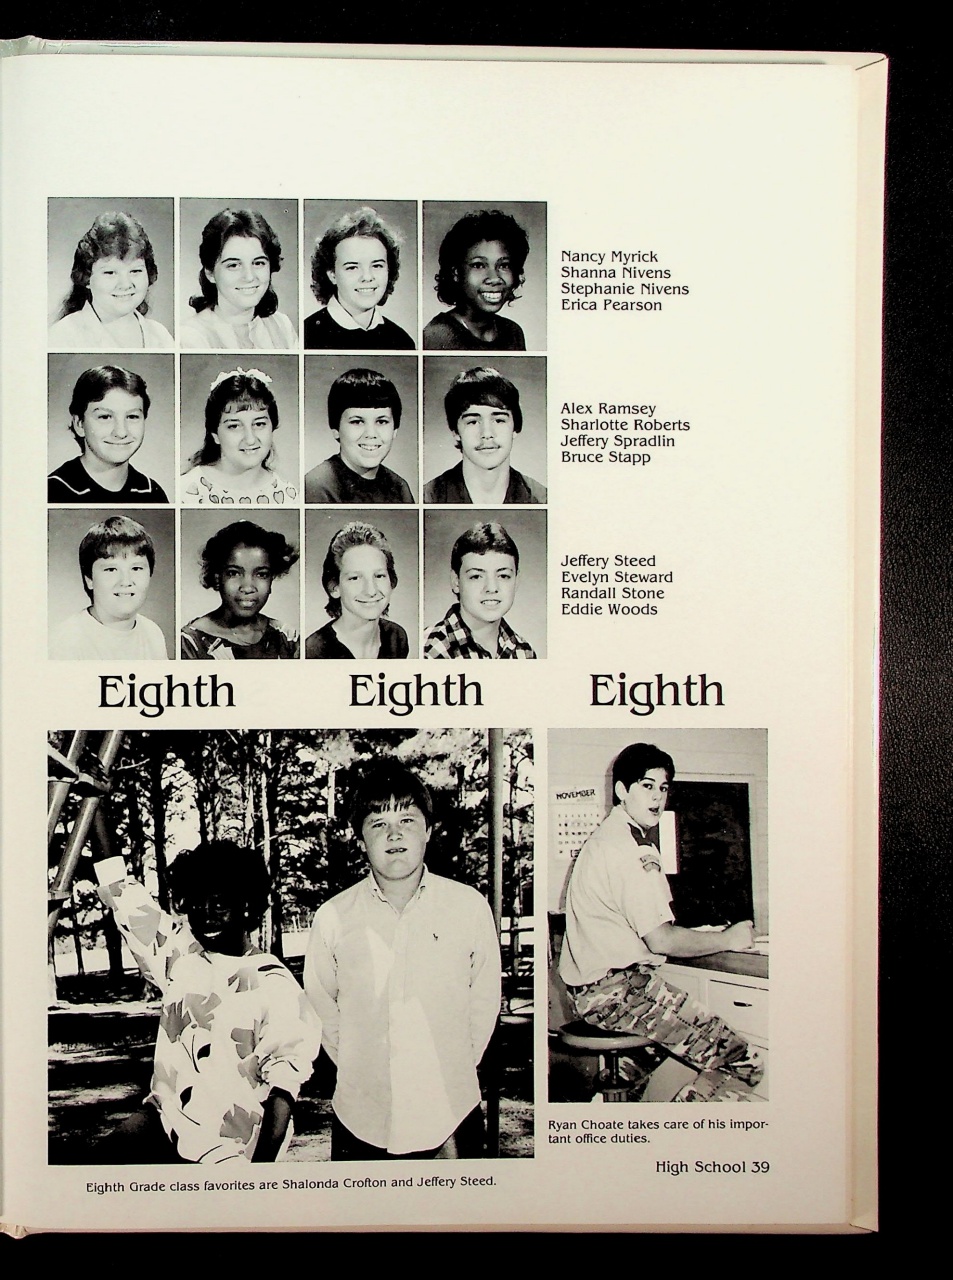 Nancy Myrick
Shanna Nivens
Stephanie Nivens
Erica Pearson
Alex Ramsey
Sharlotte Roberts
Jeffery Spradlin
Bruce Stapp
Jeffery Steed
Evelyn Steward
Randall Stone
Eddie Woods
Eighth Eighth Eighth
NOVEMBER
Ryan Choate takes care of his impor-
tant office duties.
High School 39
Eighth Grade class favorites are Shalonda Crofton and Jeffery Steed.